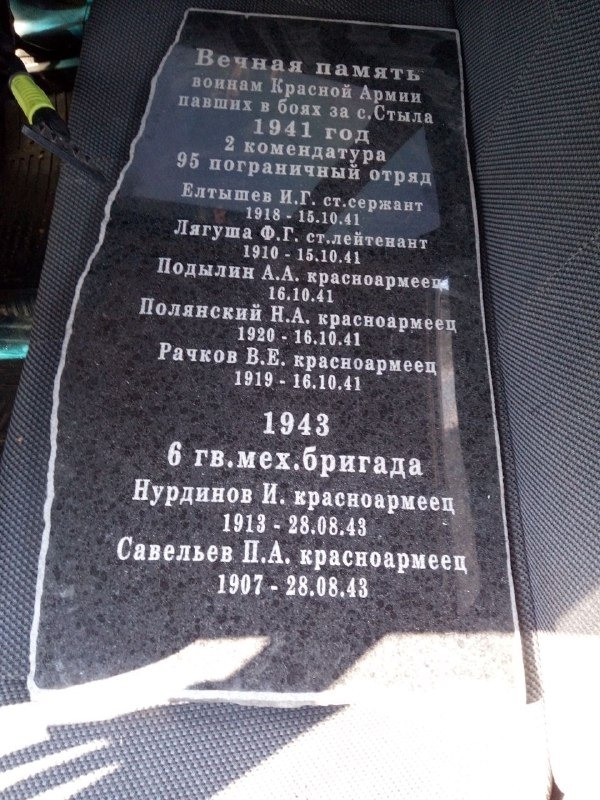 Вечная память
воинам Красной Армии
павших в боях за с.Стыла
1941 год
2 комендатура
95 пограничный отряд
Елтышев И.Г. ст.сержант
1918 - 15.10.41
Лягуша Ф.Г. ст.лейтенант
1910 - 15.10.41
Подылин А.А. красноармеец
16.10.41
Полянский Н.А. красноармеец
1920 - 16.10.41
Рачков В.Е. красноармеец
1919 - 16.10.41
1943
6 гв.мех.бригада
Нурдинов И. красноармеец
1913 - 28.08.43
Савельев П.А. красноармеец
1907 - 28.08.43